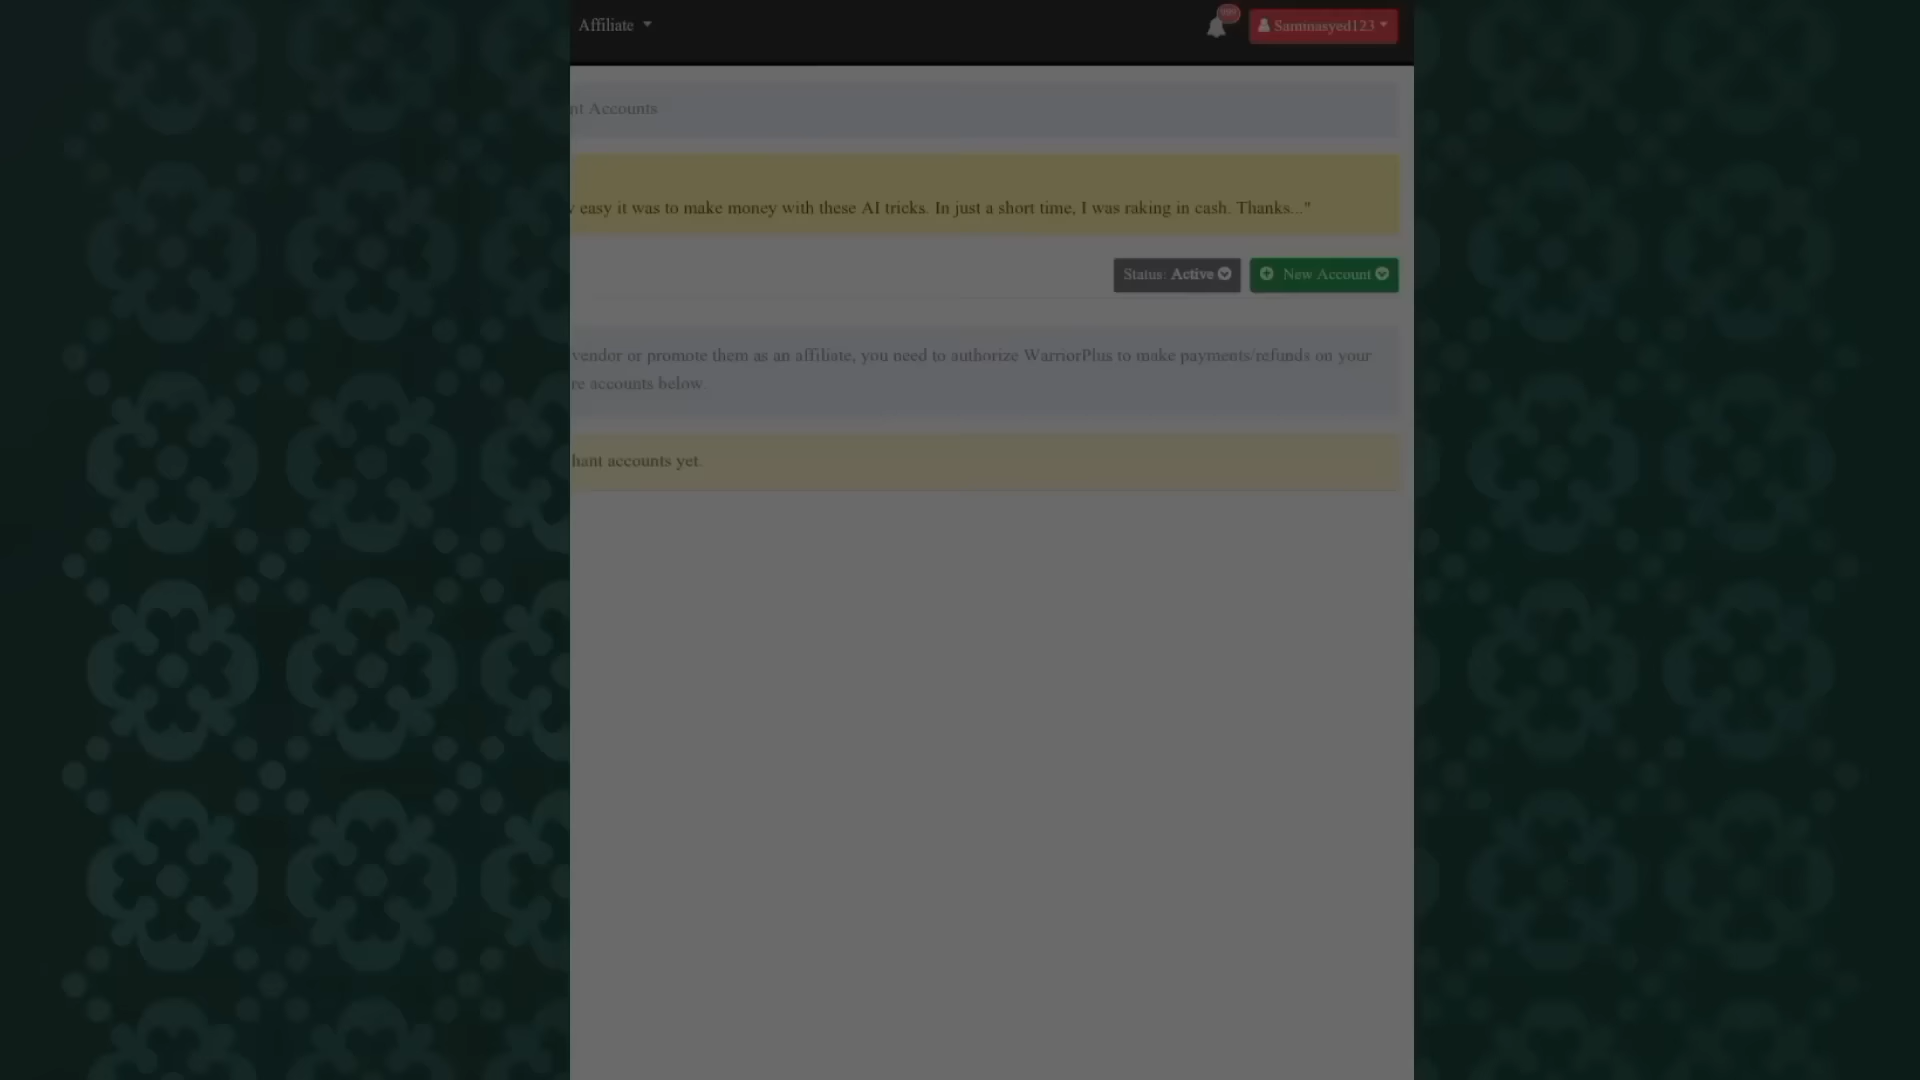 Affiliate
Saminasyed123
nt Accounts
easy it was to make money with these AI tricks. In just a short time, I was raking in cash. Thanks..."
Status: Active
New Account
vendor or promote them as an affiliate, you need to authorize WarriorPlus to make payments/refunds on your
re accounts below.
hant accounts yet.